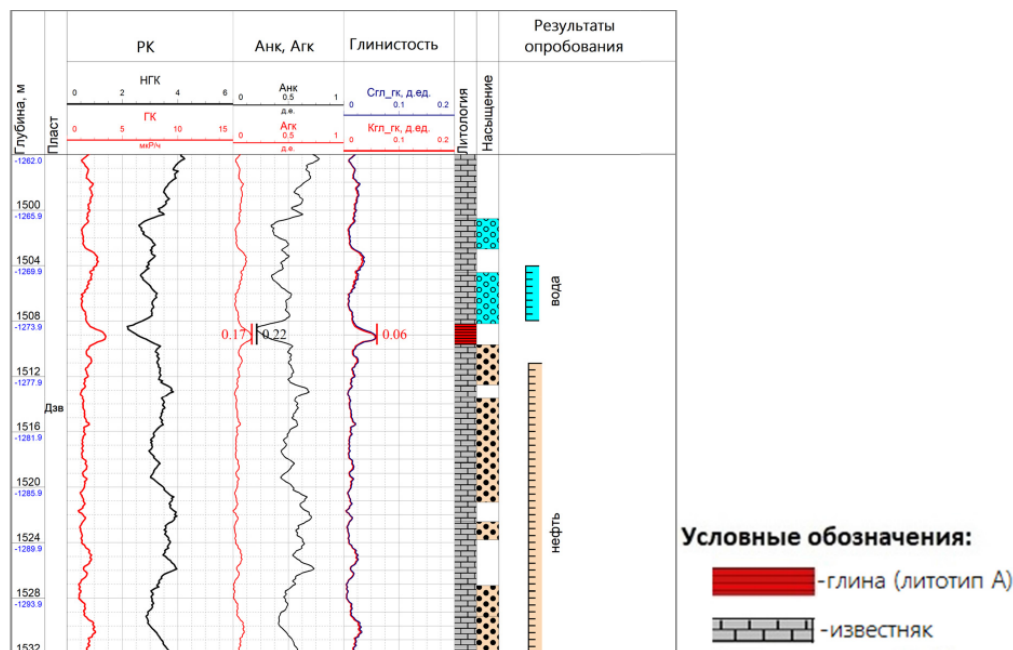 Результаты
опробования
РК
Анк, Агк
Глинистость
Глубина, м
Пласт
НГК
0 2 4 6
ГК
0 5 10 15
мкР/ч
Анк
0 0.5 1
д.е.
Агк
0 0.5 1
д.е.
Сгл_гк, д.ед.
0 0.1 0.2
Кгл_гк, д.ед.
0 0.1 0.2
Литология
Насыщение
-1262.0
1500
-1265.9
1504
-1269.9
вода
1508
-1273.9
0.17 0.22 0.06
1512
-1277.9
Dзв
1516
-1281.9
1520
-1285.9
1524
-1289.9
нефть
1528
-1293.9
1532
Условные обозначения:
-глина (литотип А)
-известняк